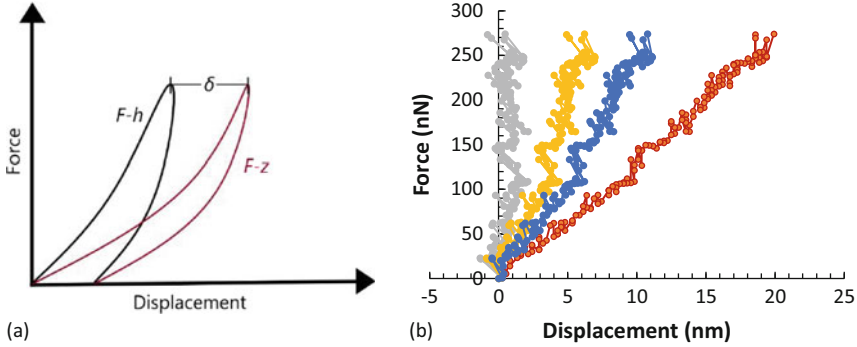 Force
F-h
δ
F-z
Displacement
(a)
Force (nN)
300
250
200
150
100
50
0
-5
0
5
10
15
20
25
Displacement (nm)
(b)